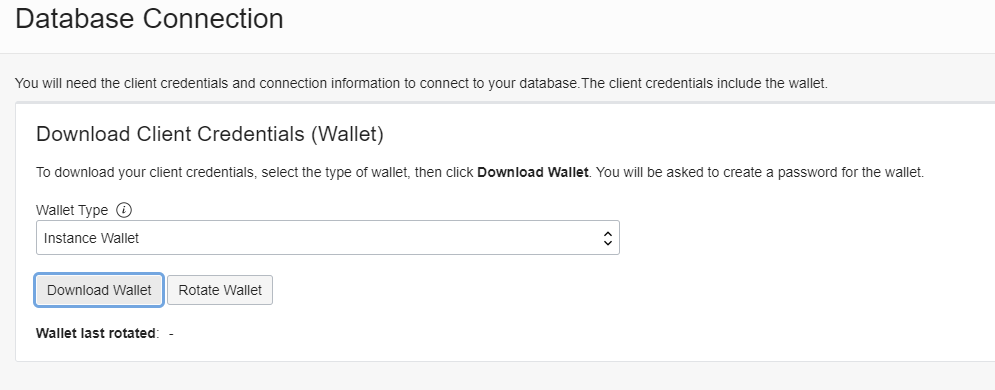 Database Connection
You will need the client credentials and connection information to connect to your database.The client credentials include the wallet.
Download Client Credentials (Wallet)
To download your client credentials, select the type of wallet, then click Download Wallet. You will be asked to create a password for the wallet.
Wallet Type i
Instance Wallet
Download Wallet Rotate Wallet
Wallet last rotated: -